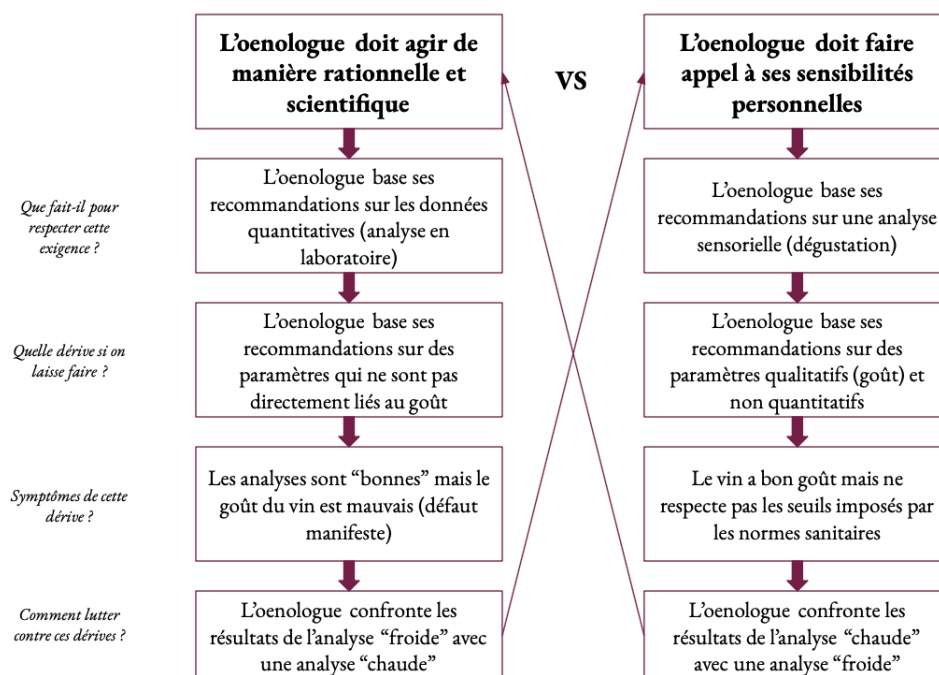 L'oenologue doit agir de
manière rationnelle et
scientifique
VS
L'oenologue doit faire
appel à ses sensibilités
personnelles
Que fait-il pour
respecter cette
exigence ?
L'oenologue base ses
recommandations sur les données
quantitatives (analyse en
laboratoire)
L'oenologue base ses
recommandations sur une analyse
sensorielle (dégustation)
Quelle dérive si on
laisse faire ?
L'oenologue base ses
recommandations sur des
paramètres qui ne sont pas
directement liés au goût
L'oenologue base ses
recommandations sur des
paramètres qualitatifs (goût) et
non quantitatifs
Symptômes de cette
dérive ?
Les analyses sont “bonnes” mais le
goût du vin est mauvais (défaut
manifeste)
Le vin a bon goût mais ne
respecte pas les seuils imposés par
les normes sanitaires
Comment lutter
contre ces dérives ?
L'oenologue confronte les
résultats de l'analyse “froide” avec
une analyse “chaude”
L'oenologue confronte les
résultats de l'analyse “chaude”
avec une analyse “froide”